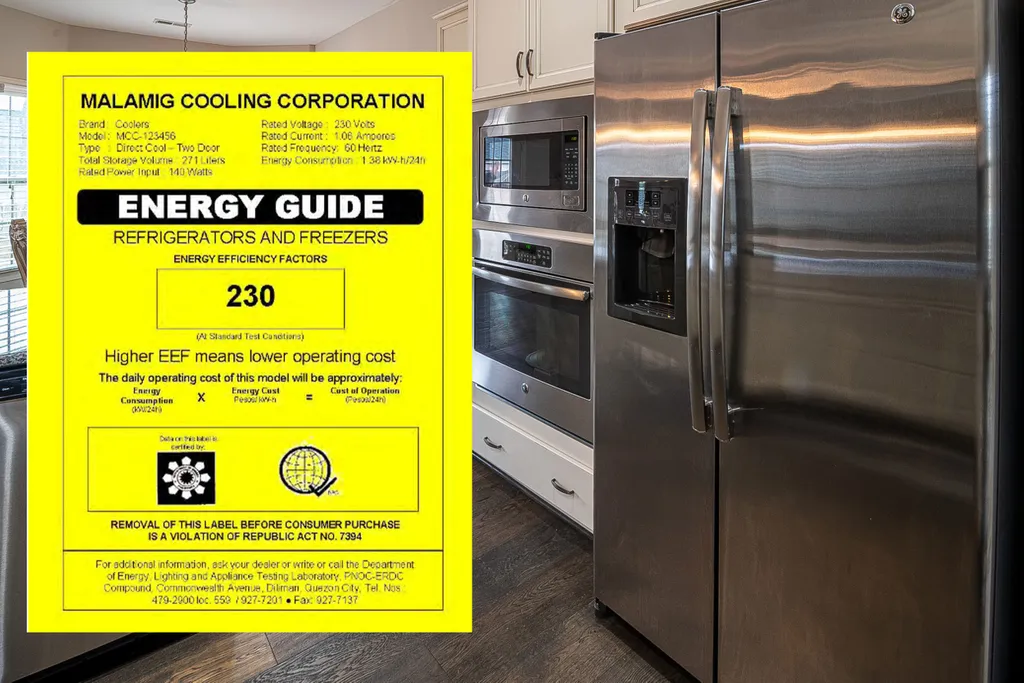 MALAMIG COOLING CORPORATION
Brand : Coolers
Model : MCC-123456
Type : Direct Cool – Two Door
Total Storage Volume : 271 Liters
Rated Power Input : 140 Watts
Rated Voltage : 230 Volts
Rated Current : 1.06 Amperes
Rated Frequency: 60 Hertz
Energy Consumption : 1.38 kW-h/24h
ENERGY GUIDE
REFRIGERATORS AND FREEZERS
ENERGY EFFICIENCY FACTORS
230
(At Standard Test Conditions)
Higher EEF means lower operating cost
The daily operating cost of this model will be approximately:
Energy
Consumption
(kW/24h)
X
Energy Cost
Pesos/kW-h
=
Cost of Operation
(Pesos/24h)
Data on this label is
certified by:
REMOVAL OF THIS LABEL BEFORE CONSUMER PURCHASE
IS A VIOLATION OF REPUBLIC ACT NO. 7394
For additional information, ask your dealer or write or call the Department
of Energy, Lighting and Appliance Testing Laboratory, PNOC-ERDC
Compound, Commonwealth Avenue, Diliman, Quezon City, Tel. Nos.:
479-2900 loc. 559 / 927-7201 ● Fax: 927-7137